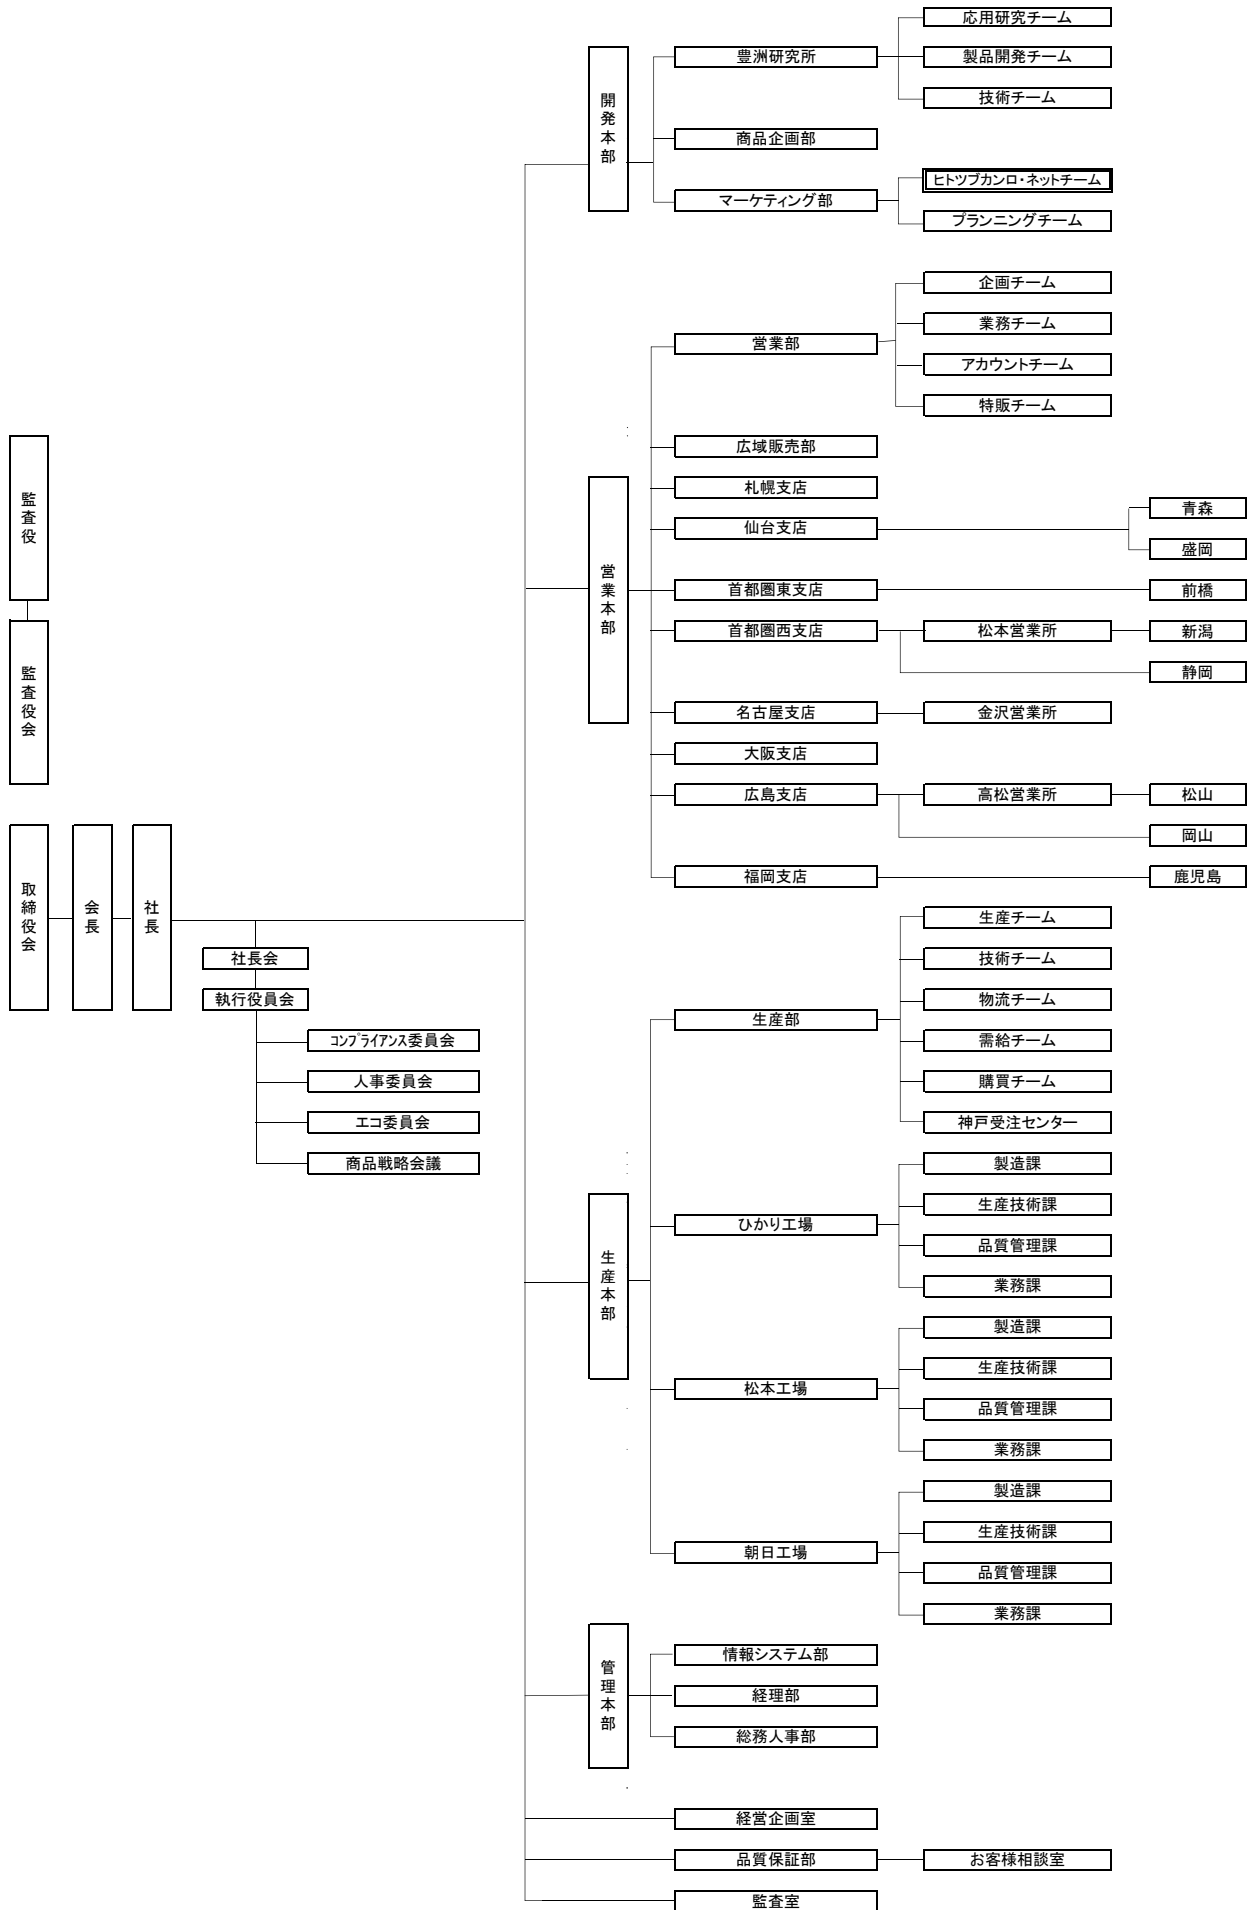 監査役
監査役会
取締役会
会長
社長
社長会
執行役員会
コンプライアンス委員会
人事委員会
エコ委員会
商品戦略会議
開発本部
豊洲研究所
応用研究チーム
製品開発チーム
技術チーム
商品企画部
マーケティング部
ヒトツブカンロ・ネットチーム
プランニングチーム
営業本部
営業部
企画チーム
業務チーム
アカウントチーム
特販チーム
広域販売部
札幌支店
仙台支店
青森
盛岡
首都圏東支店
前橋
首都圏西支店
松本営業所
新潟
静岡
名古屋支店
金沢営業所
大阪支店
広島支店
高松営業所
松山
岡山
福岡支店
鹿児島
生産本部
生産部
生産チーム
技術チーム
物流チーム
需給チーム
購買チーム
神戸受注センター
ひかり工場
製造課
生産技術課
品質管理課
業務課
松本工場
製造課
生産技術課
品質管理課
業務課
朝日工場
製造課
生産技術課
品質管理課
業務課
管理本部
情報システム部
経理部
総務人事部
経営企画室
品質保証部
お客様相談室
監査室